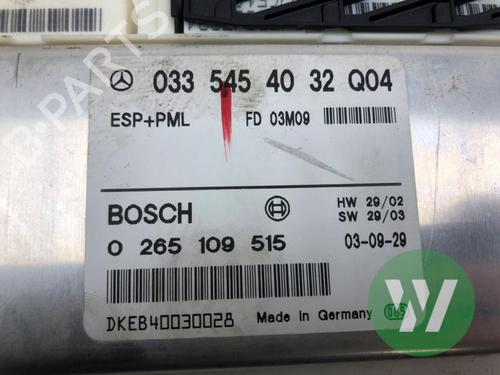 033 545 40 32 Q04
ESP+PML FD 03M09
BOSCH
HW 29/02
SW 29/03
0 265 109 515 03-09-29
DKEB40030028 Made in Germany
B-PARTS